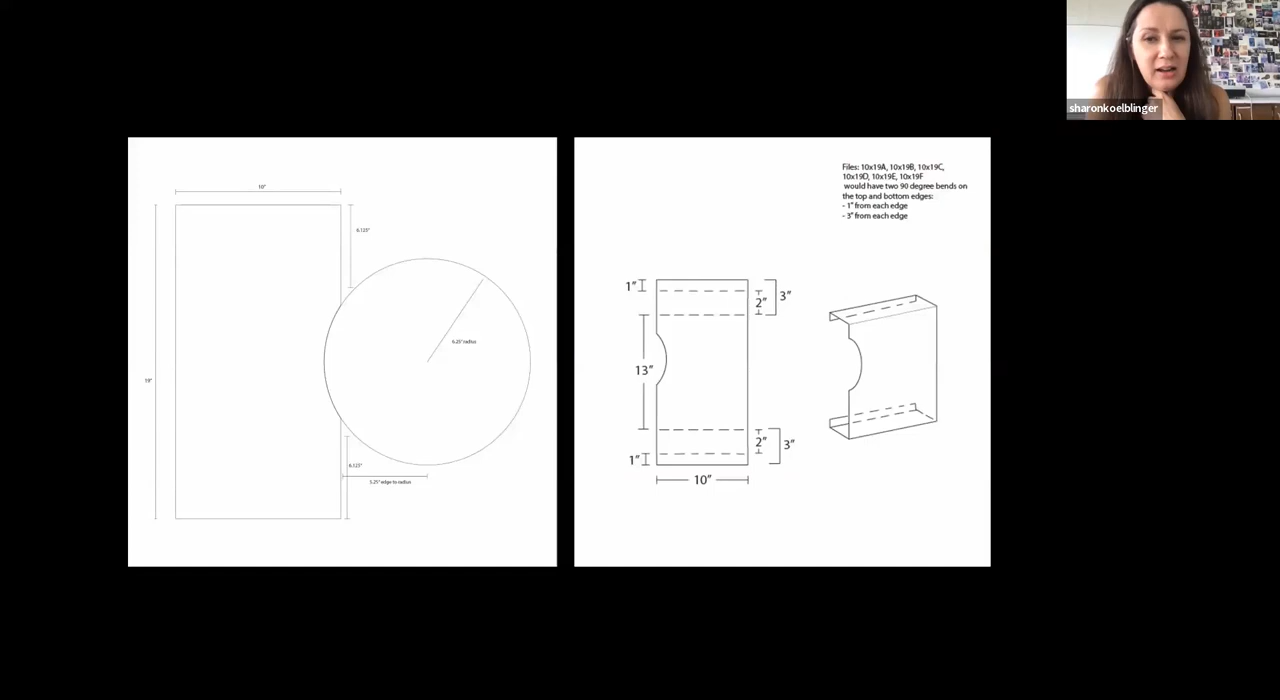 sharonkoelblinger
10"
6.125"
6.25" radius
19"
6.125"
5.25" edge to radius
Files: 10x19A, 10x19B, 10x19C,
10x19D, 10x19E, 10x19F
would have two 90 degree bends on
the top and bottom edges:
- 1" from each edge
- 3" from each edge
1"
2"
3"
13"
2"
3"
1"
10"